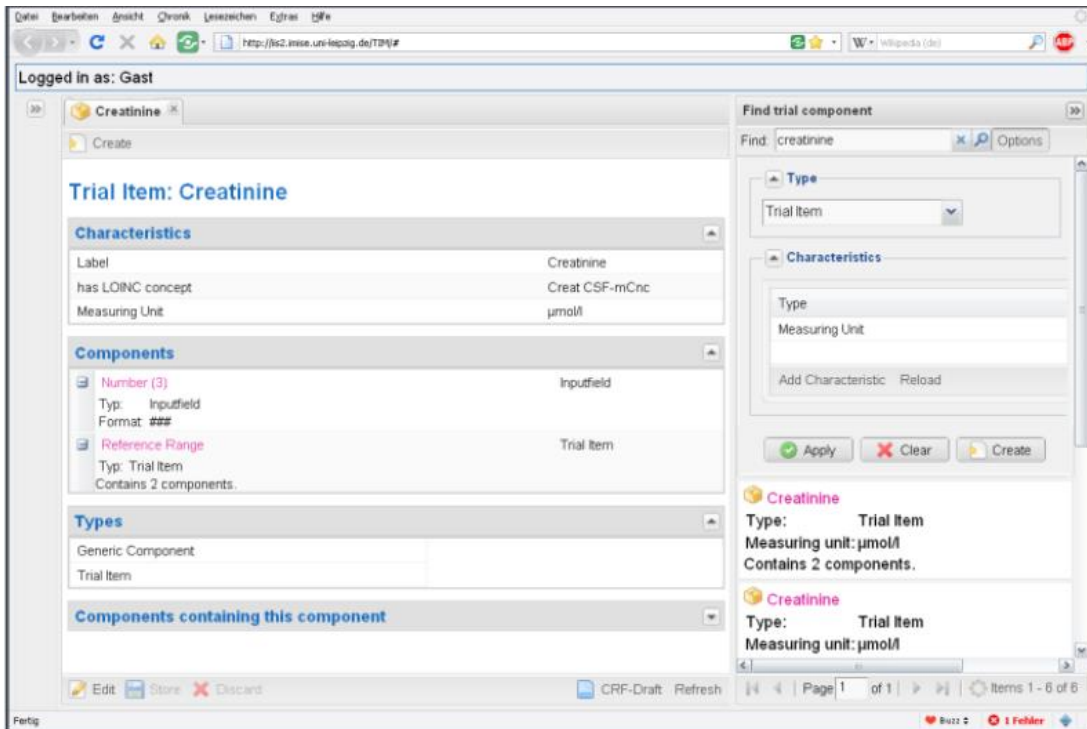 Datei Bearbeiten Ansicht Chronik Lesezeichen Extras Hilfe
http://lis2.imise.uni-leipzig.de/TIM/# Wikipedia (de) ABP
Logged in as: Gast
Creatinine
Create
Trial Item: Creatinine
Characteristics
Label Creatinine
has LOINC concept Creat CSF-mCnc
Measuring Unit µmol/l
Components
Number (3) Inputfield
Typ: Inputfield
Format ###
Reference Range Trial Item
Typ: Trial Item
Contains 2 components.
Types
Generic Component
Trial Item
Components containing this component
Edit Store Discard CRF-Draft Refresh
Find trial component
Find: creatinine Options
Type
Trial Item
Characteristics
Type
Measuring Unit
Add Characteristic Reload
Apply Clear Create
Creatinine
Type: Trial Item
Measuring unit: µmol/l
Contains 2 components.
Creatinine
Type: Trial Item
Measuring unit: µmol/l
Page 1 of 1 Items 1 - 6 of 6
Fertig Buzz 1 Fehler